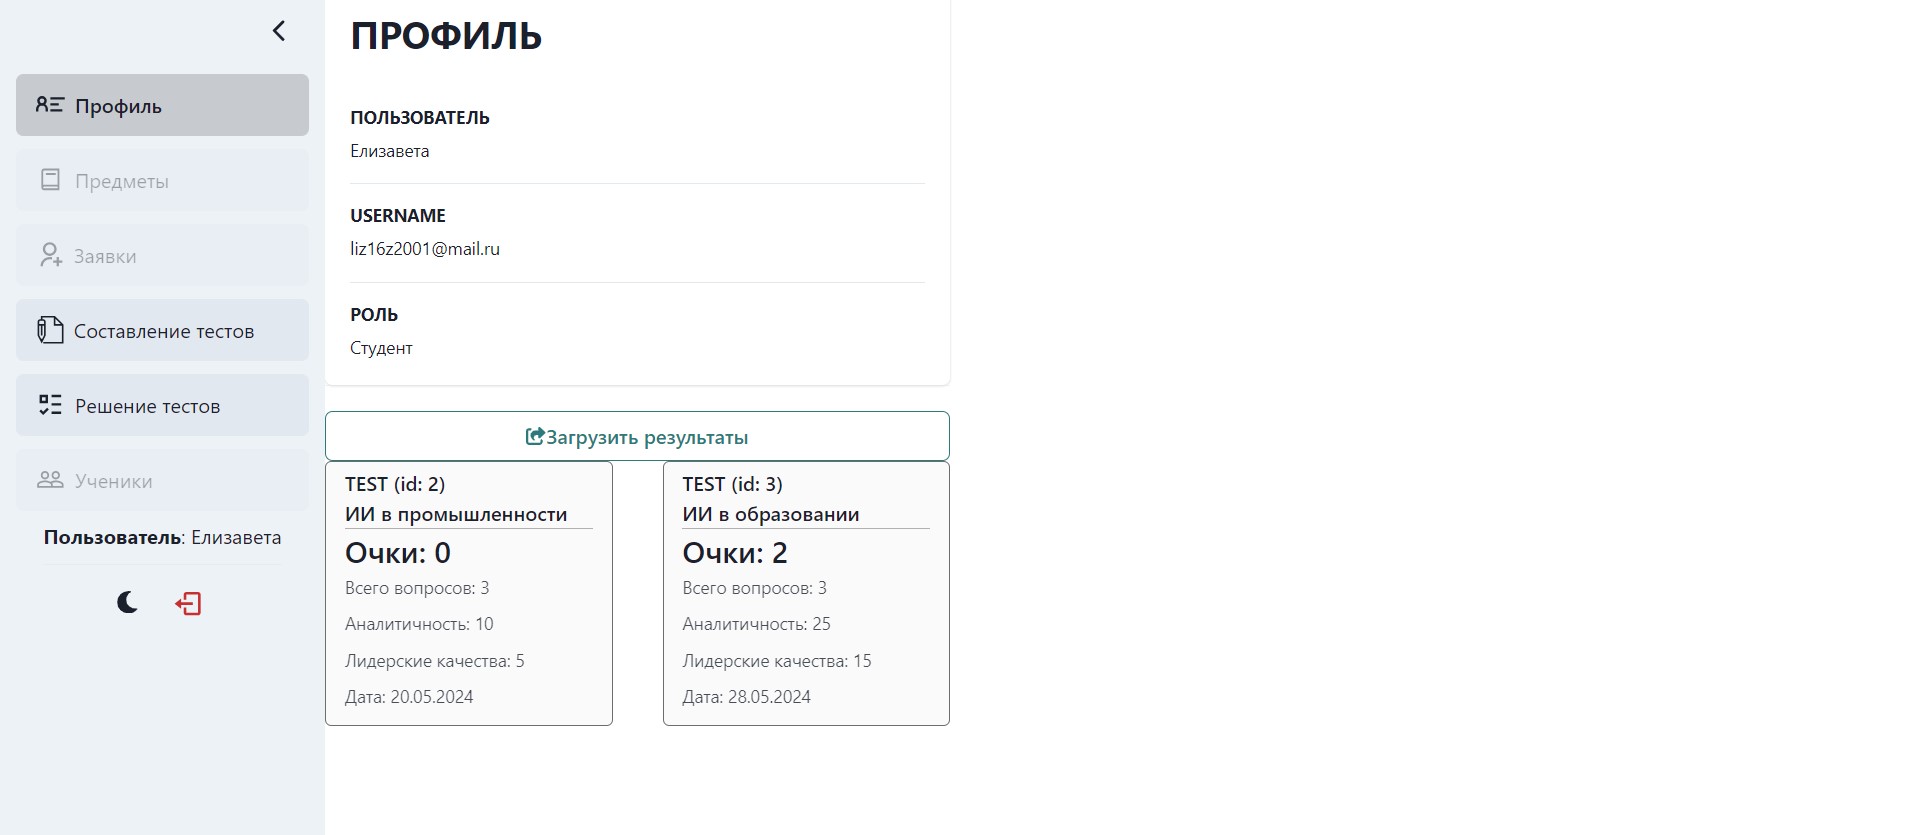 Профиль
Предметы
Заявки
Составление тестов
Решение тестов
Ученики
Пользователь: Елизавета
ПРОФИЛЬ
ПОЛЬЗОВАТЕЛЬ
Елизавета
USERNAME
liz16z2001@mail.ru
РОЛЬ
Студент
Загрузить результаты
TEST (id: 2)
ИИ в промышленности
Очки: 0
Всего вопросов: 3
Аналитичность: 10
Лидерские качества: 5
Дата: 20.05.2024
TEST (id: 3)
ИИ в образовании
Очки: 2
Всего вопросов: 3
Аналитичность: 25
Лидерские качества: 15
Дата: 28.05.2024